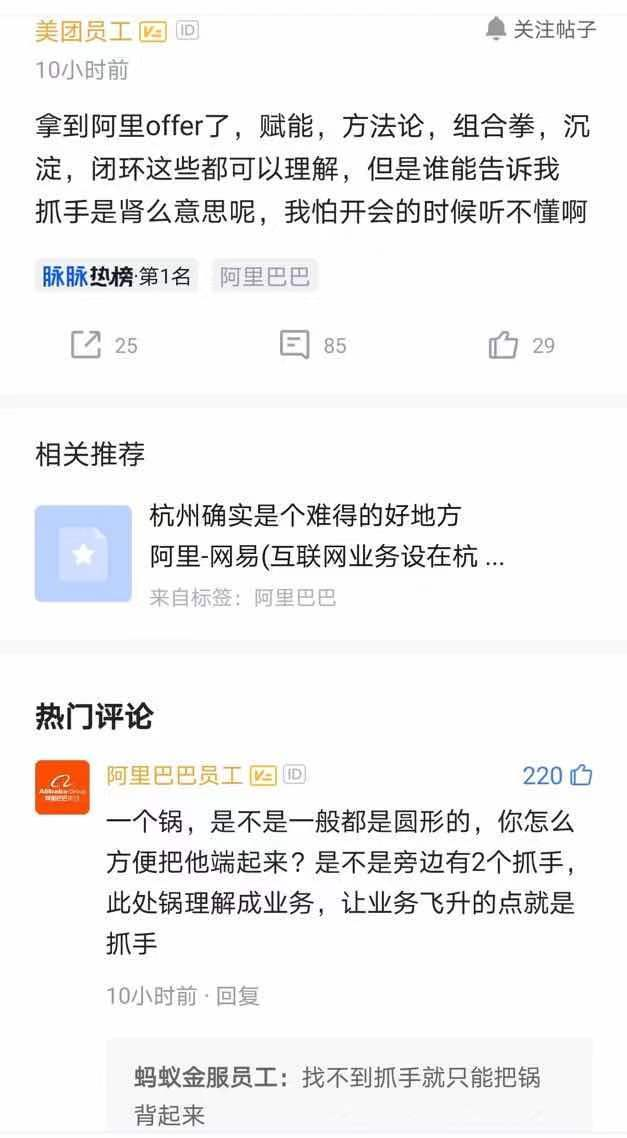 美团员工 V ID
关注帖子
10小时前
拿到阿里offer了，赋能，方法论，组合拳，沉
淀，闭环这些都可以理解，但是谁能告诉我
抓手是肾么意思呢，我怕开会的时候听不懂啊
脉脉热榜·第1名 阿里巴巴
25 85 29
相关推荐
杭州确实是个难得的好地方
阿里-网易(互联网业务设在杭 ...
来自标签：阿里巴巴
热门评论
Alibaba Group
阿里巴巴集团
阿里巴巴员工 V ID
220
一个锅，是不是一般都是圆形的，你怎么
方便把他端起来？是不是旁边有2个抓手，
此处锅理解成业务，让业务飞升的点就是
抓手
10小时前 · 回复
蚂蚁金服员工：找不到抓手就只能把锅
背起来